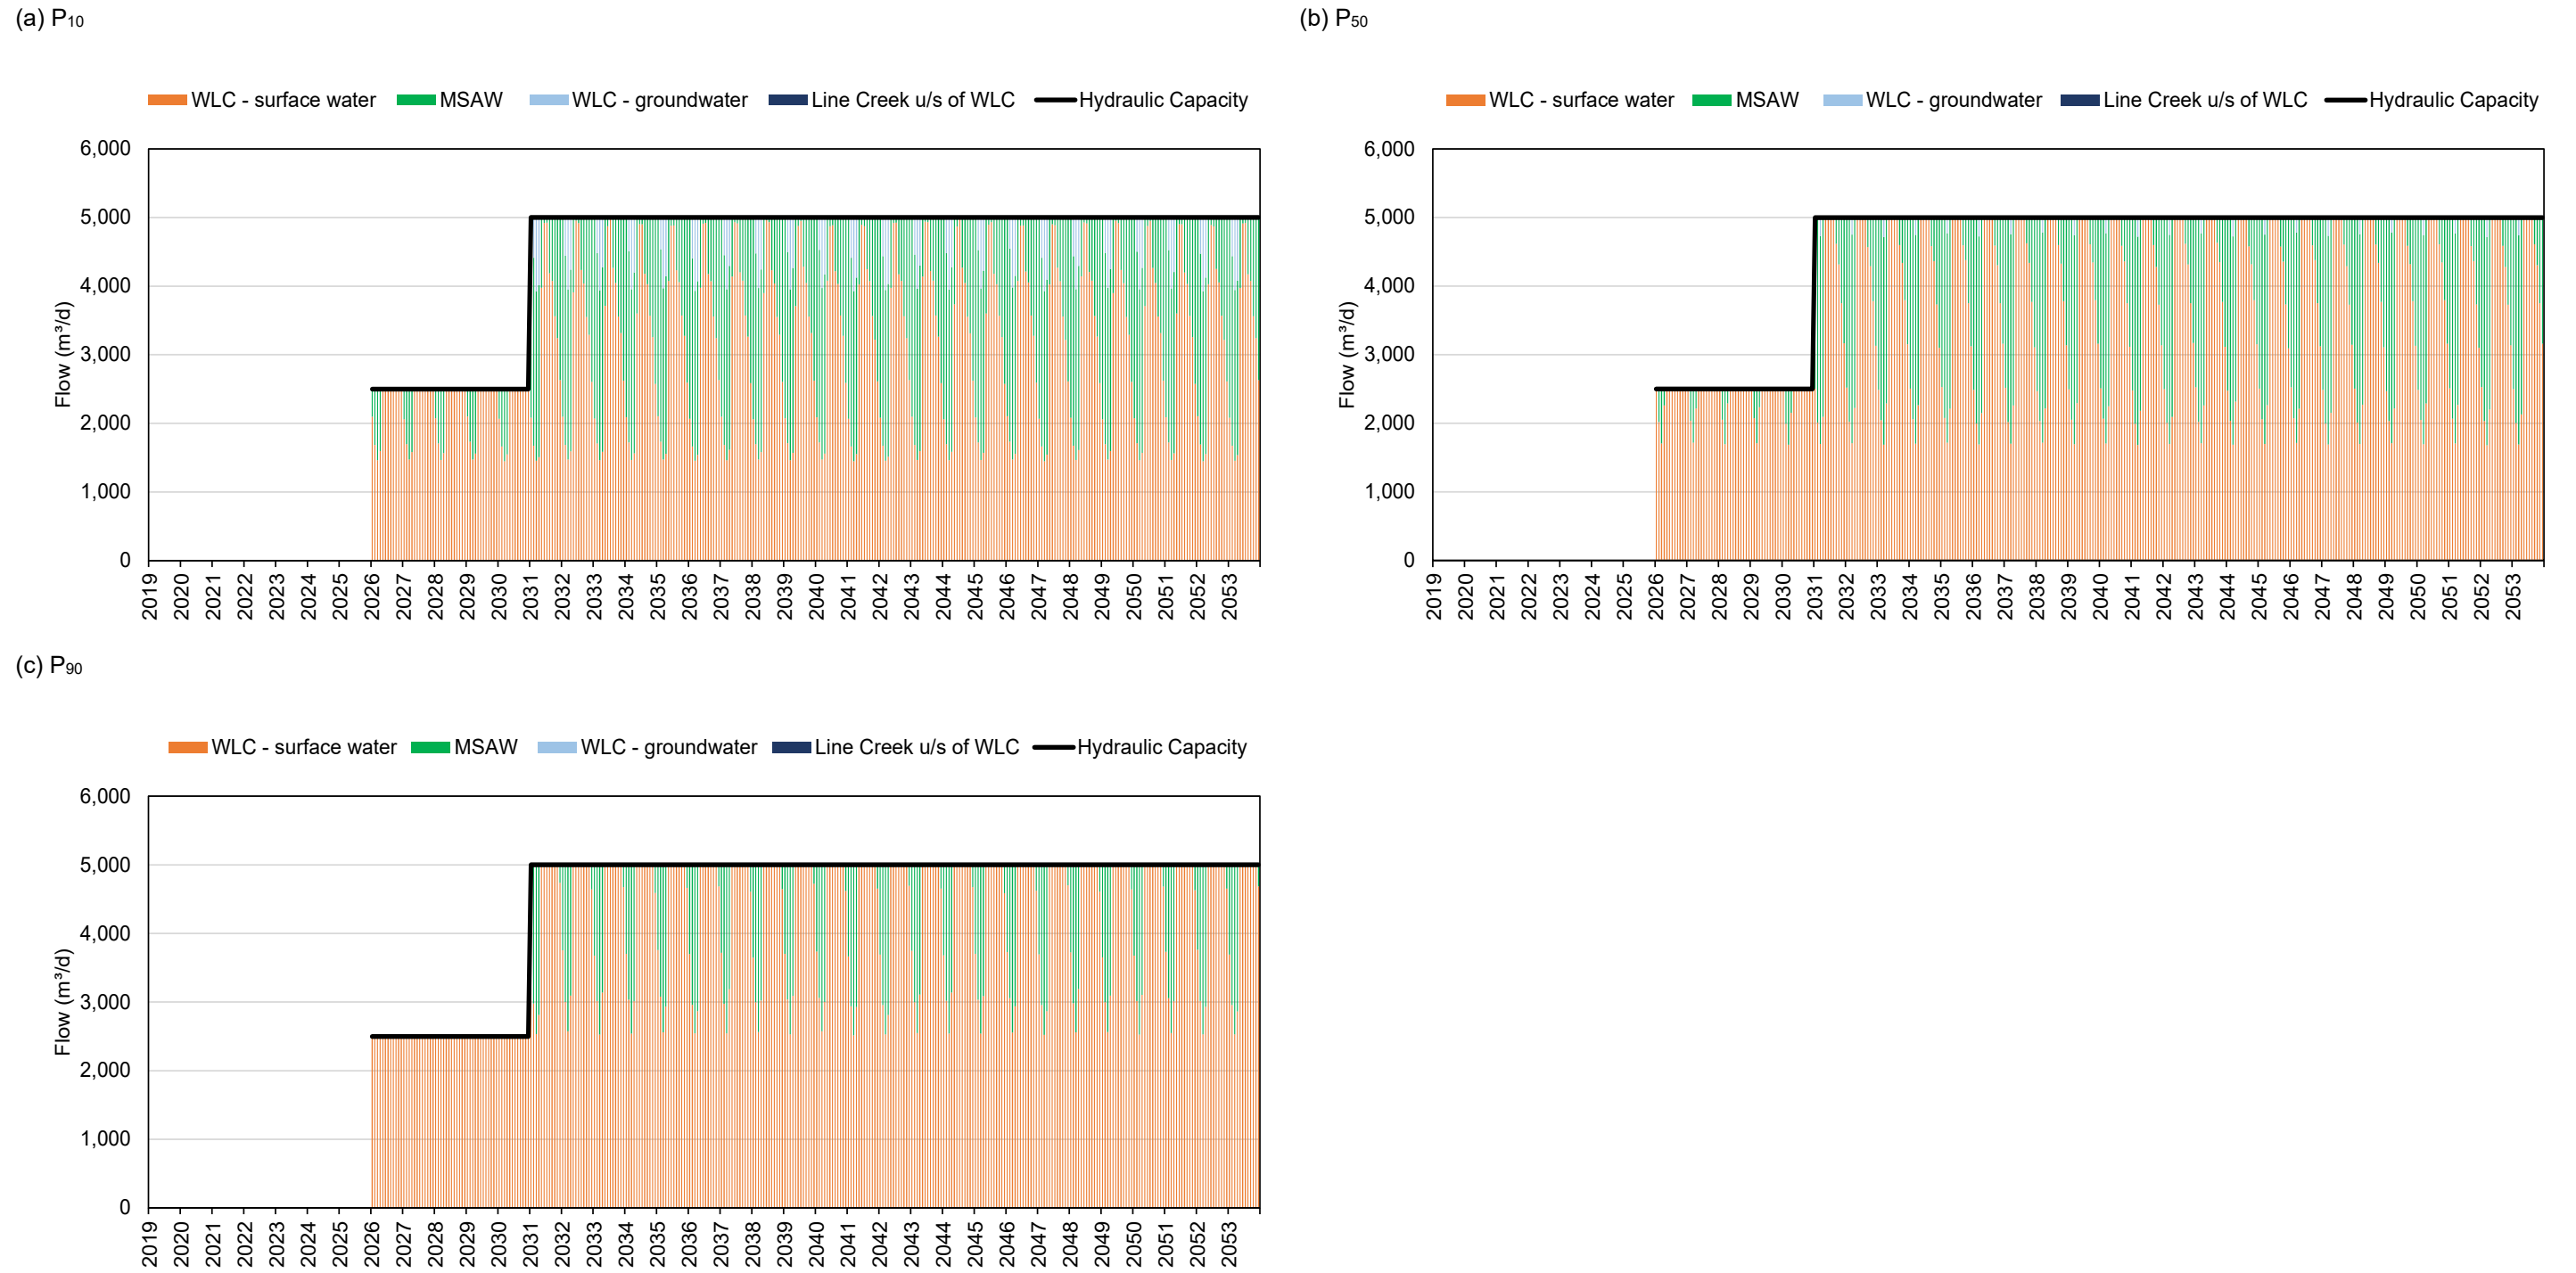 (a) P10
WLC - surface water MSAW WLC - groundwater Line Creek u/s of WLC Hydraulic Capacity
6,000
5,000
4,000
3,000
2,000
1,000
0
Flow (m³/d)
2019 2020 2021 2022 2023 2024 2025 2026 2027 2028 2029 2030 2031 2032 2033 2034 2035 2036 2037 2038 2039 2040 2041 2042 2043 2044 2045 2046 2047 2048 2049 2050 2051 2052 2053
(b) P50
WLC - surface water MSAW WLC - groundwater Line Creek u/s of WLC Hydraulic Capacity
6,000
5,000
4,000
3,000
2,000
1,000
0
Flow (m³/d)
2019 2020 2021 2022 2023 2024 2025 2026 2027 2028 2029 2030 2031 2032 2033 2034 2035 2036 2037 2038 2039 2040 2041 2042 2043 2044 2045 2046 2047 2048 2049 2050 2051 2052 2053
(c) P90
WLC - surface water MSAW WLC - groundwater Line Creek u/s of WLC Hydraulic Capacity
6,000
5,000
4,000
3,000
2,000
1,000
0
Flow (m³/d)
2019 2020 2021 2022 2023 2024 2025 2026 2027 2028 2029 2030 2031 2032 2033 2034 2035 2036 2037 2038 2039 2040 2041 2042 2043 2044 2045 2046 2047 2048 2049 2050 2051 2052 2053